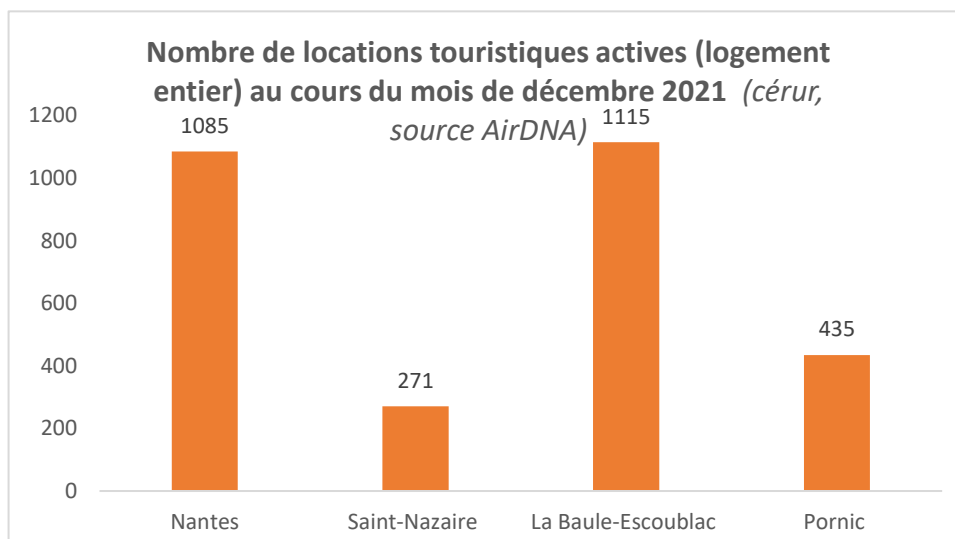 Nombre de locations touristiques actives (logement
entier) au cours du mois de décembre 2021 (cérur,
source AirDNA)
1200
1000
800
600
400
200
0
1085
271
1115
435
Nantes
Saint-Nazaire
La Baule-Escoublac
Pornic